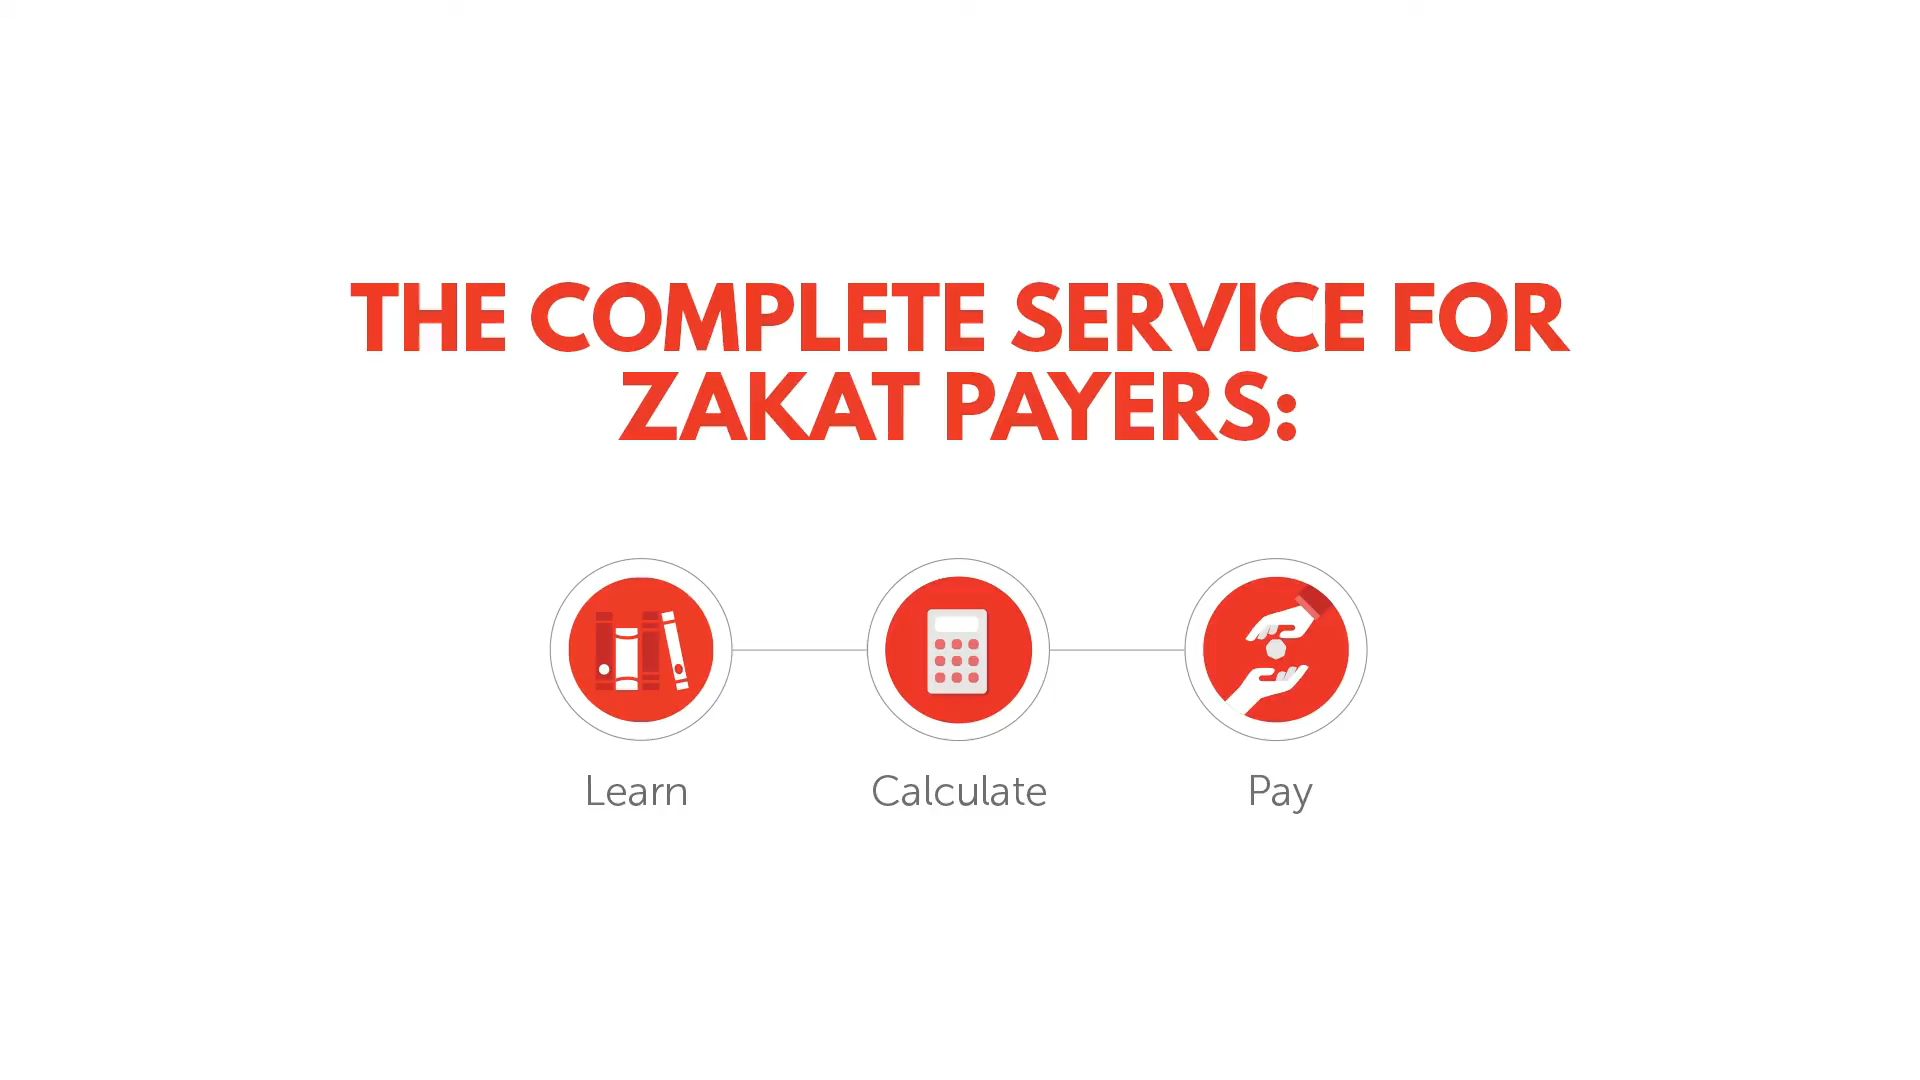 THE COMPLETE SERVICE FOR
ZAKAT PAYERS:
Learn
Calculate
Pay